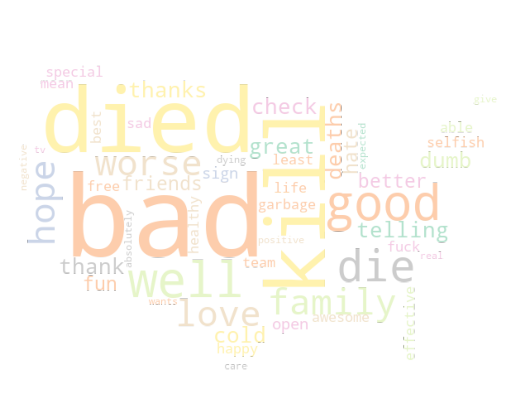 special
mean
died
thanks
check
give
best
sad
kill
deaths
hate
expected
able
selfish
great
tv
negative
hope
worse
dying
sign
least
dumb
friends
free
life
better
bad
garbage
good
healthy
absolutely
positive
telling
fuck
real
thank
well
team
die
fun
wants
love
family
effective
open
awesome
cold
happy
care